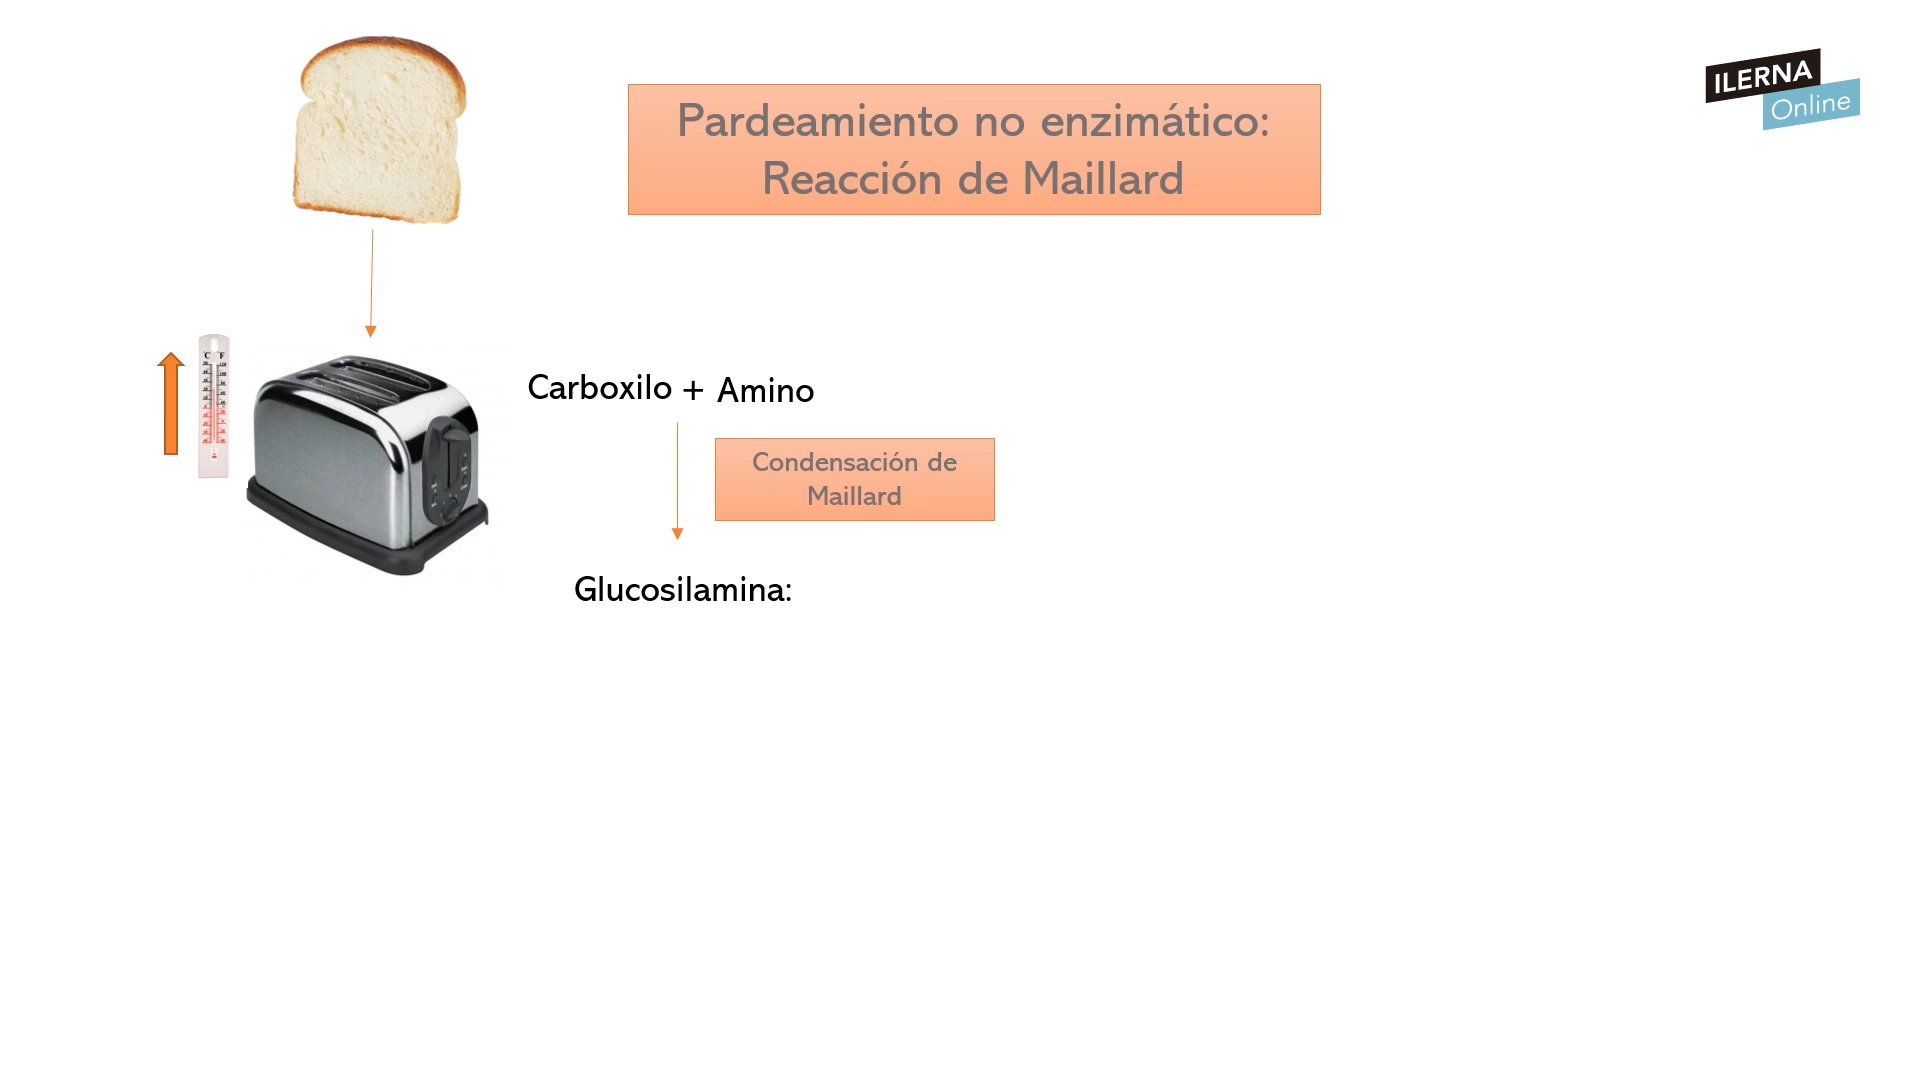 ILERNA
Online
Pardeamiento no enzimático:
Reacción de Maillard
C F
Carboxilo + Amino
Condensación de
Maillard
Glucosilamina: